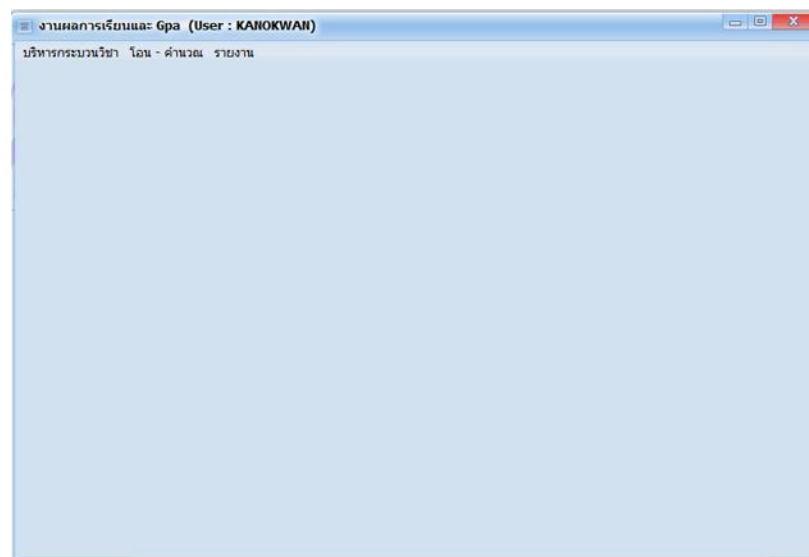 งานผลการเรียนและ Gpa (User : KANOKWAN)
บริหารกระบวนวิชา โอน - คำนวณ รายงาน